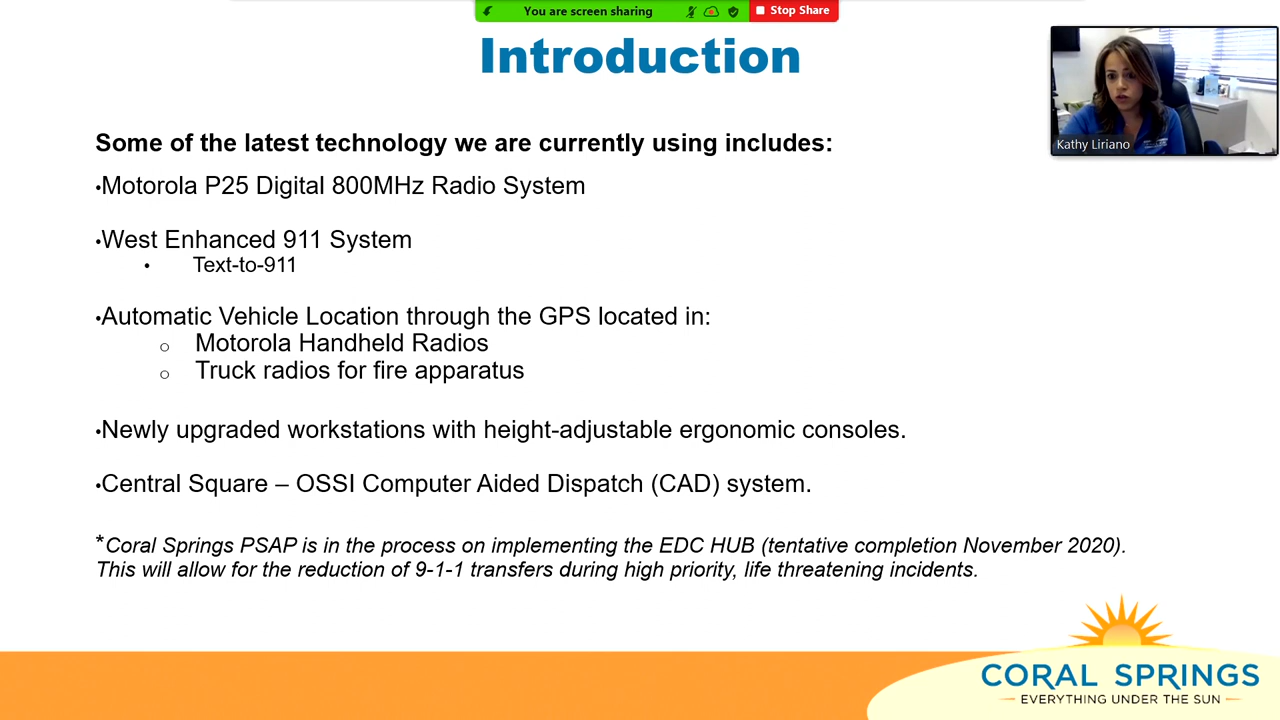 You are screen sharing
Stop Share
Introduction
Kathy Liriano
Some of the latest technology we are currently using includes:
•Motorola P25 Digital 800MHz Radio System
•West Enhanced 911 System
• Text-to-911
•Automatic Vehicle Location through the GPS located in:
o Motorola Handheld Radios
o Truck radios for fire apparatus
•Newly upgraded workstations with height-adjustable ergonomic consoles.
•Central Square – OSSI Computer Aided Dispatch (CAD) system.
*Coral Springs PSAP is in the process on implementing the EDC HUB (tentative completion November 2020).
This will allow for the reduction of 9-1-1 transfers during high priority, life threatening incidents.
CORAL SPRINGS
EVERYTHING UNDER THE SUN